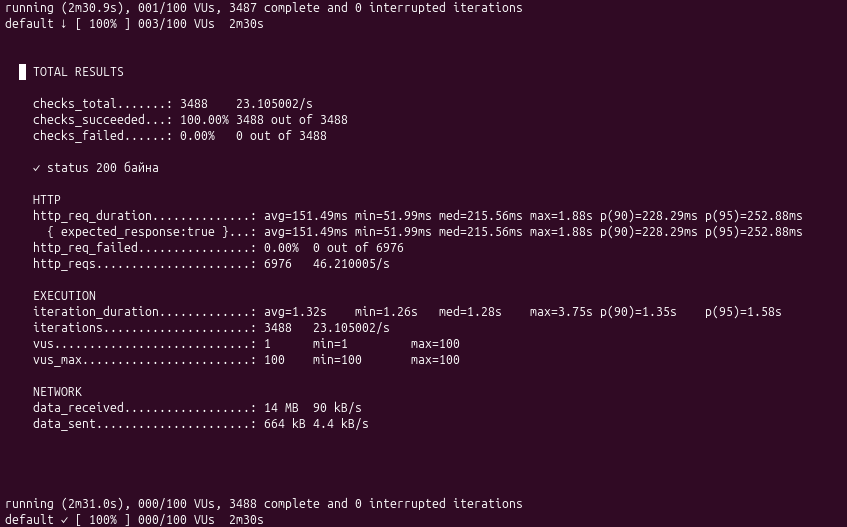 running (2m30.9s), 001/100 VUs, 3487 complete and 0 interrupted iterations
default ↓ [ 100% ] 003/100 VUs  2m30s
█ TOTAL RESULTS
checks_total.......: 3488    23.105002/s
checks_succeeded...: 100.00% 3488 out of 3488
checks_failed......: 0.00%   0 out of 3488
✓ status 200 байна
HTTP
http_req_duration..............: avg=151.49ms min=51.99ms med=215.56ms max=1.88s p(90)=228.29ms p(95)=252.88ms
{ expected_response:true }...: avg=151.49ms min=51.99ms med=215.56ms max=1.88s p(90)=228.29ms p(95)=252.88ms
http_req_failed................: 0.00%  0 out of 6976
http_reqs......................: 6976   46.210005/s
EXECUTION
iteration_duration.............: avg=1.32s    min=1.26s   med=1.28s    max=3.75s p(90)=1.35s    p(95)=1.58s
iterations.....................: 3488   23.105002/s
vus............................: 1      min=1         max=100
vus_max........................: 100    min=100       max=100
NETWORK
data_received..................: 14 MB  90 kB/s
data_sent......................: 664 kB 4.4 kB/s
running (2m31.0s), 000/100 VUs, 3488 complete and 0 interrupted iterations
default ✓ [ 100% ] 000/100 VUs  2m30s